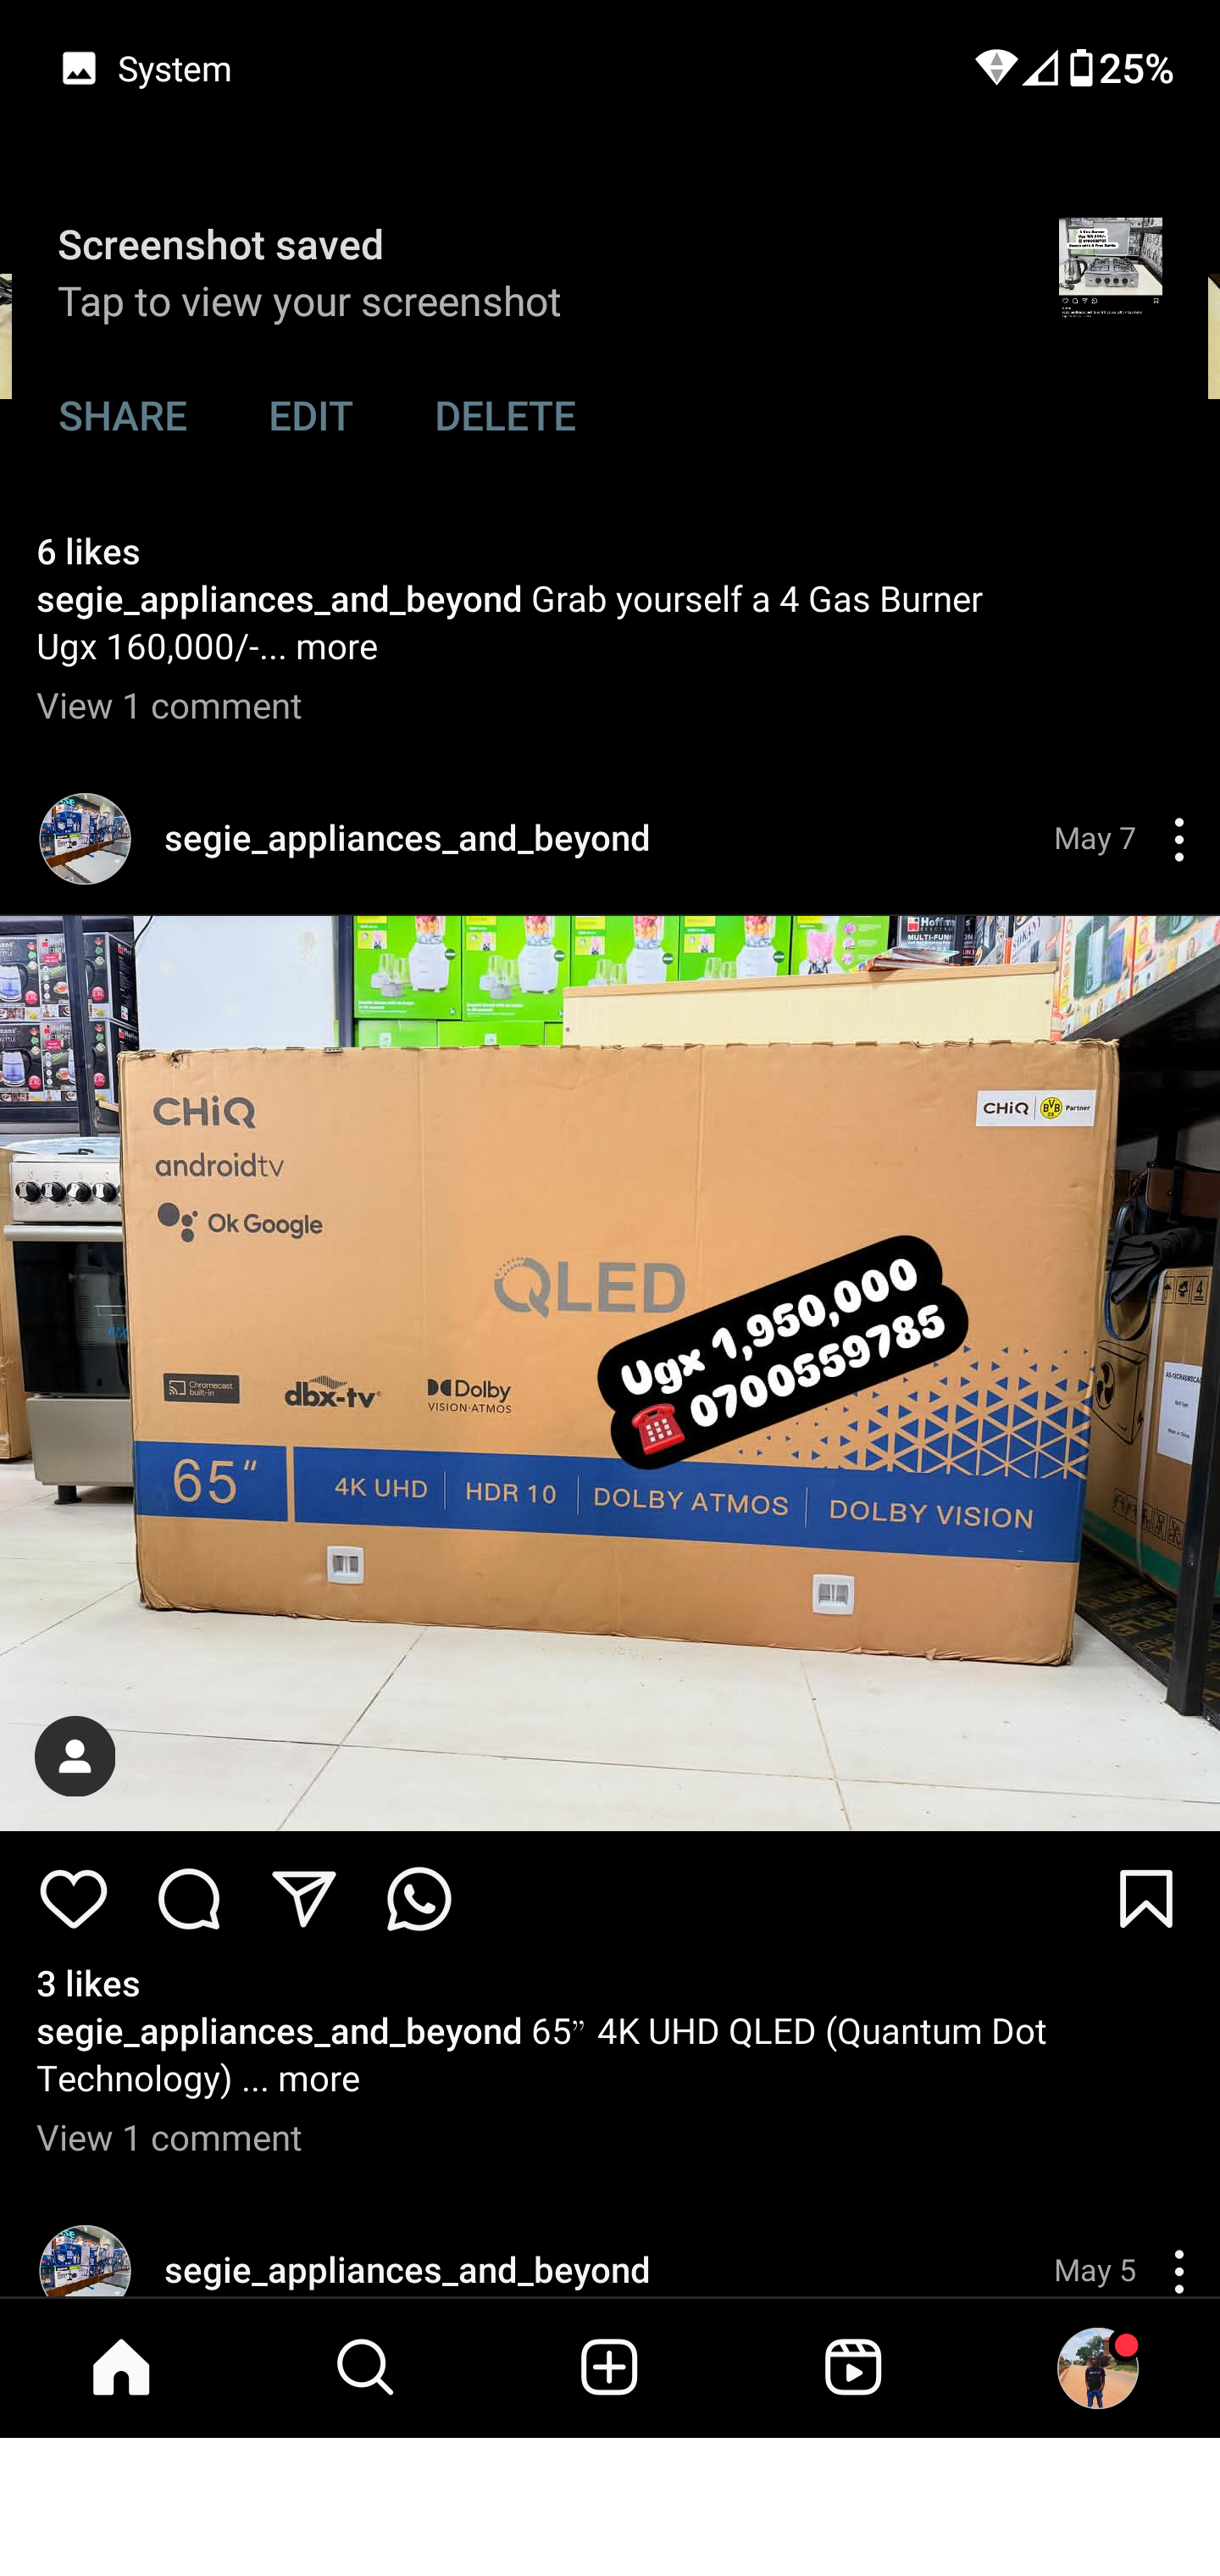 System
25%
Screenshot saved
Tap to view your screenshot
SHARE EDIT DELETE
6 likes
segie_appliances_and_beyond Grab yourself a 4 Gas Burner
Ugx 160,000/-... more
View 1 comment
segie_appliances_and_beyond May 7
Hoffm
MULTI-FUN
CHiQ
androidtv
Ok Google
CHiQ BVB 09 Partner
QLED
Ugx 1,950,000
☎️ 0700559785
Chromecast
built-in
dbx-tv
Dolby
VISION·ATMOS
65"
4K UHD
HDR 10
DOLBY ATMOS
DOLBY VISION
3 likes
segie_appliances_and_beyond 65” 4K UHD QLED (Quantum Dot
Technology) ... more
View 1 comment
segie_appliances_and_beyond May 5